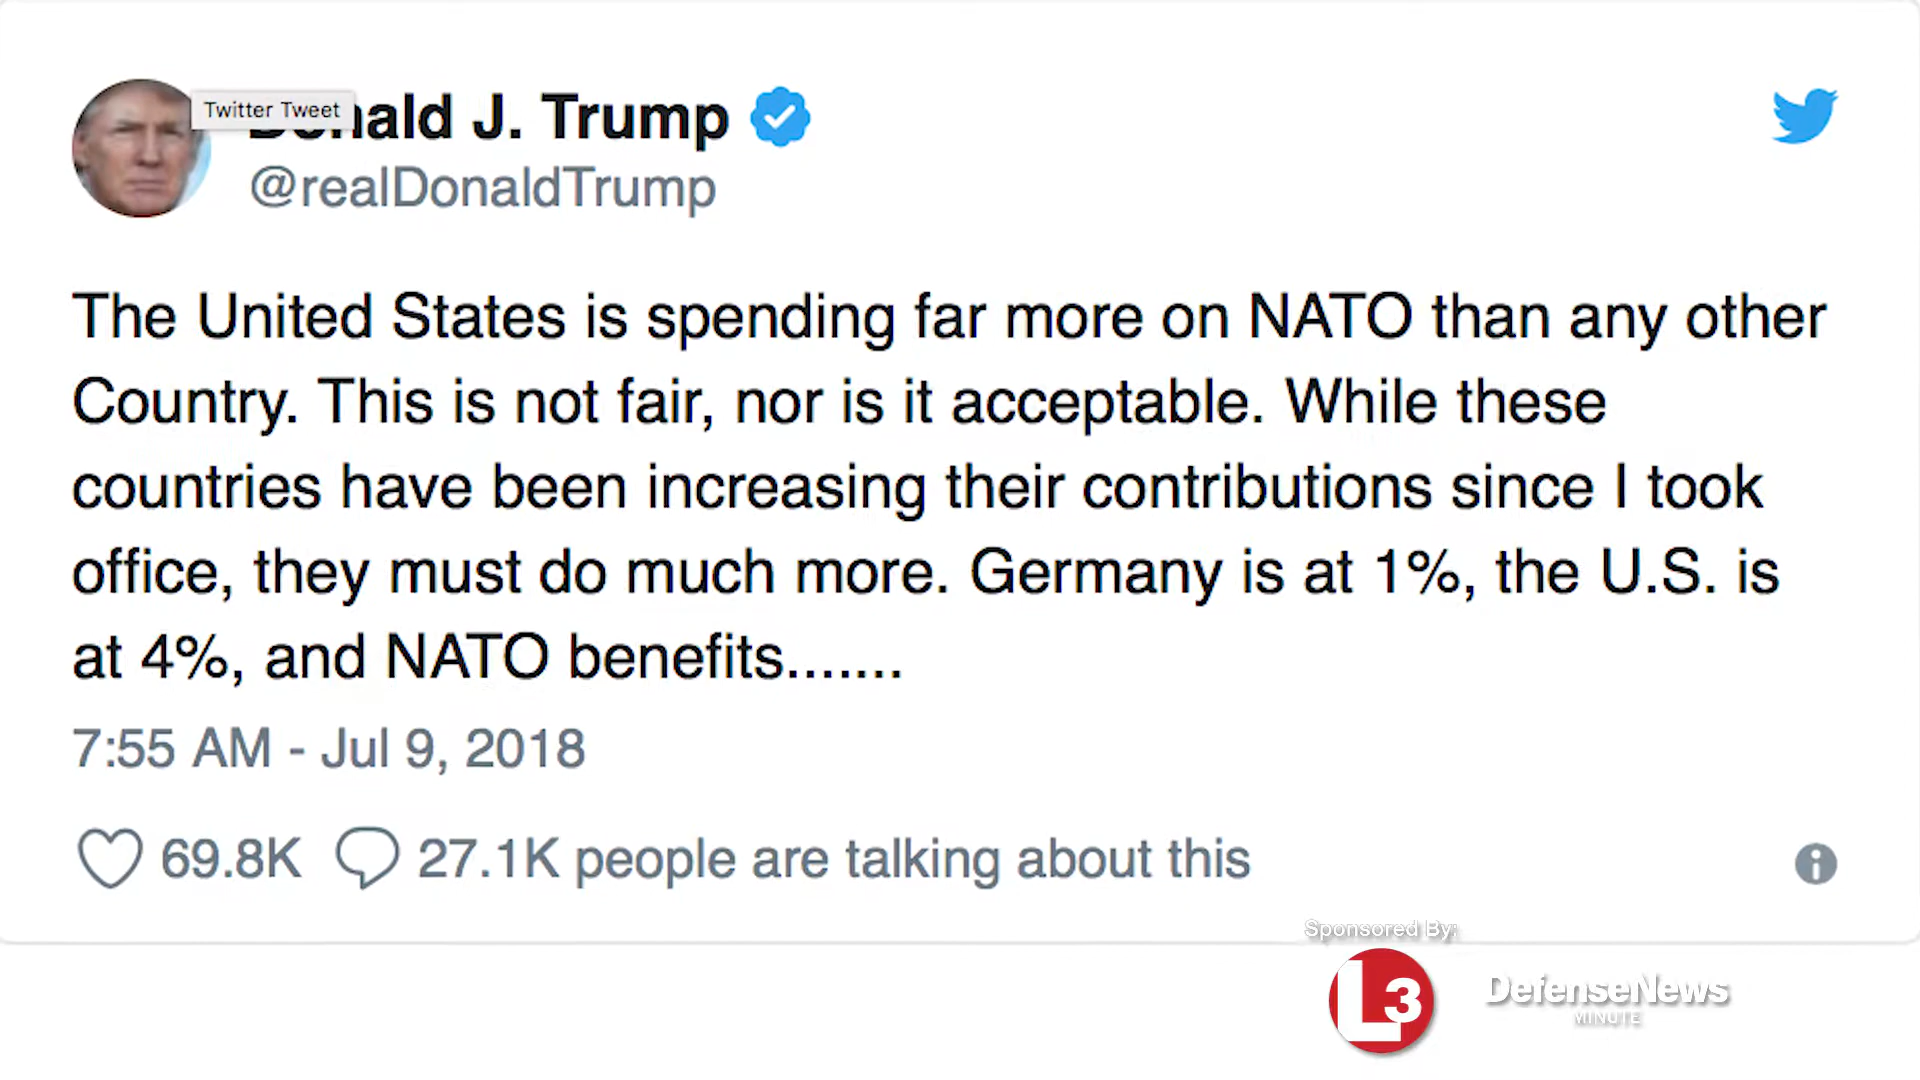 Twitter Tweet
Donald J. Trump
@realDonaldTrump
The United States is spending far more on NATO than any other
Country. This is not fair, nor is it acceptable. While these
countries have been increasing their contributions since I took
office, they must do much more. Germany is at 1%, the U.S. is
at 4%, and NATO benefits.......
7:55 AM - Jul 9, 2018
69.8K 27.1K people are talking about this
Sponsored By:
L3
DefenseNews
MINUTE